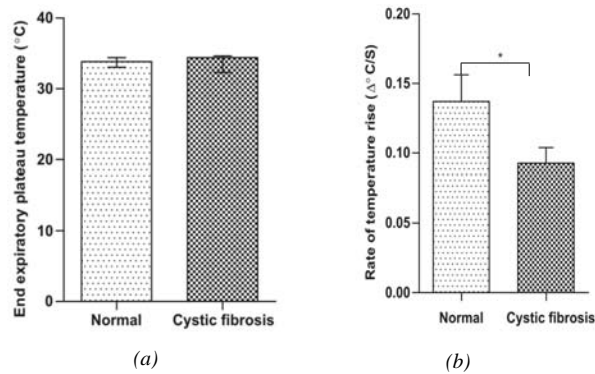 End expiratory plateau temperature (°C)
40
30
20
10
0
Normal
Cystic fibrosis
(a)
Rate of temperature rise (Δ° C/S)
0.20
0.15
0.10
0.05
0.00
*
Normal
Cystic fibrosis
(b)